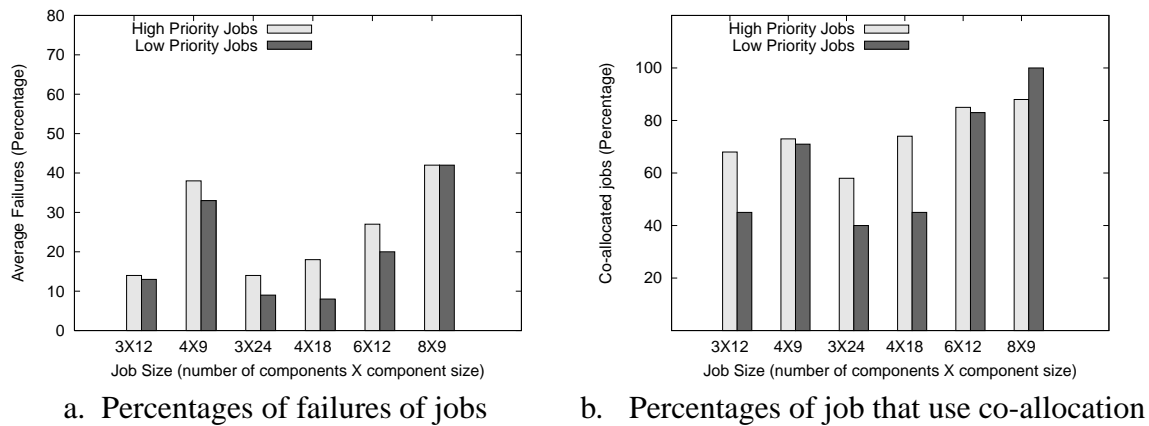 High Priority Jobs
Low Priority Jobs
Average Failures (Percentage)
80
70
60
50
40
30
20
10
0
3X12 4X9 3X24 4X18 6X12 8X9
Job Size (number of components X component size)
a. Percentages of failures of jobs
High Priority Jobs
Low Priority Jobs
Co-allocated jobs (Percentage)
100
80
60
40
20
3X12 4X9 3X24 4X18 6X12 8X9
Job Size (number of components X component size)
b. Percentages of job that use co-allocation